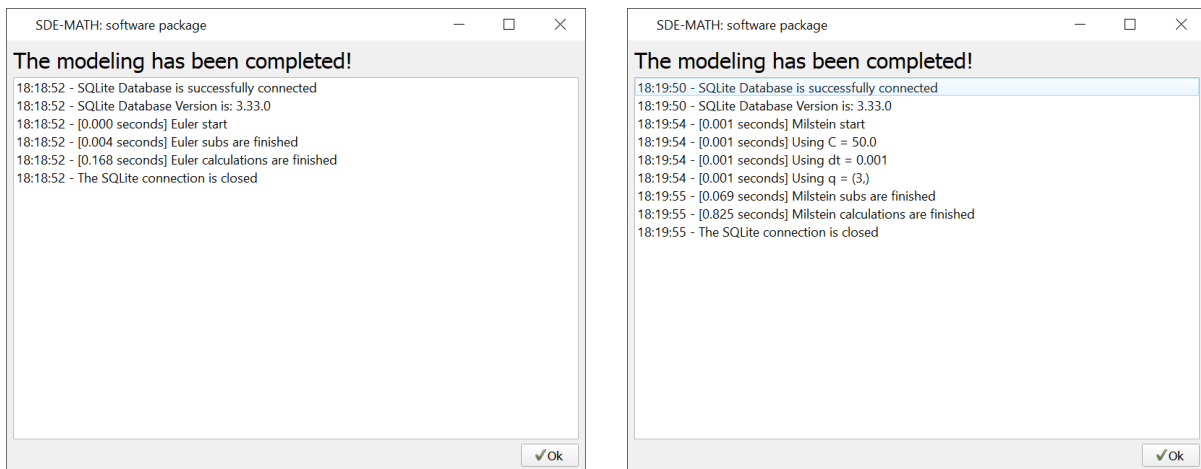 SDE-MATH: software package
The modeling has been completed!
18:18:52 - SQLite Database is successfully connected
18:18:52 - SQLite Database Version is: 3.33.0
18:18:52 - [0.000 seconds] Euler start
18:18:52 - [0.004 seconds] Euler subs are finished
18:18:52 - [0.168 seconds] Euler calculations are finished
18:18:52 - The SQLite connection is closed
Ok
SDE-MATH: software package
The modeling has been completed!
18:19:50 - SQLite Database is successfully connected
18:19:50 - SQLite Database Version is: 3.33.0
18:19:54 - [0.001 seconds] Milstein start
18:19:54 - [0.001 seconds] Using C = 50.0
18:19:54 - [0.001 seconds] Using dt = 0.001
18:19:54 - [0.001 seconds] Using q = (3,)
18:19:55 - [0.069 seconds] Milstein subs are finished
18:19:55 - [0.825 seconds] Milstein calculations are finished
18:19:55 - The SQLite connection is closed
Ok